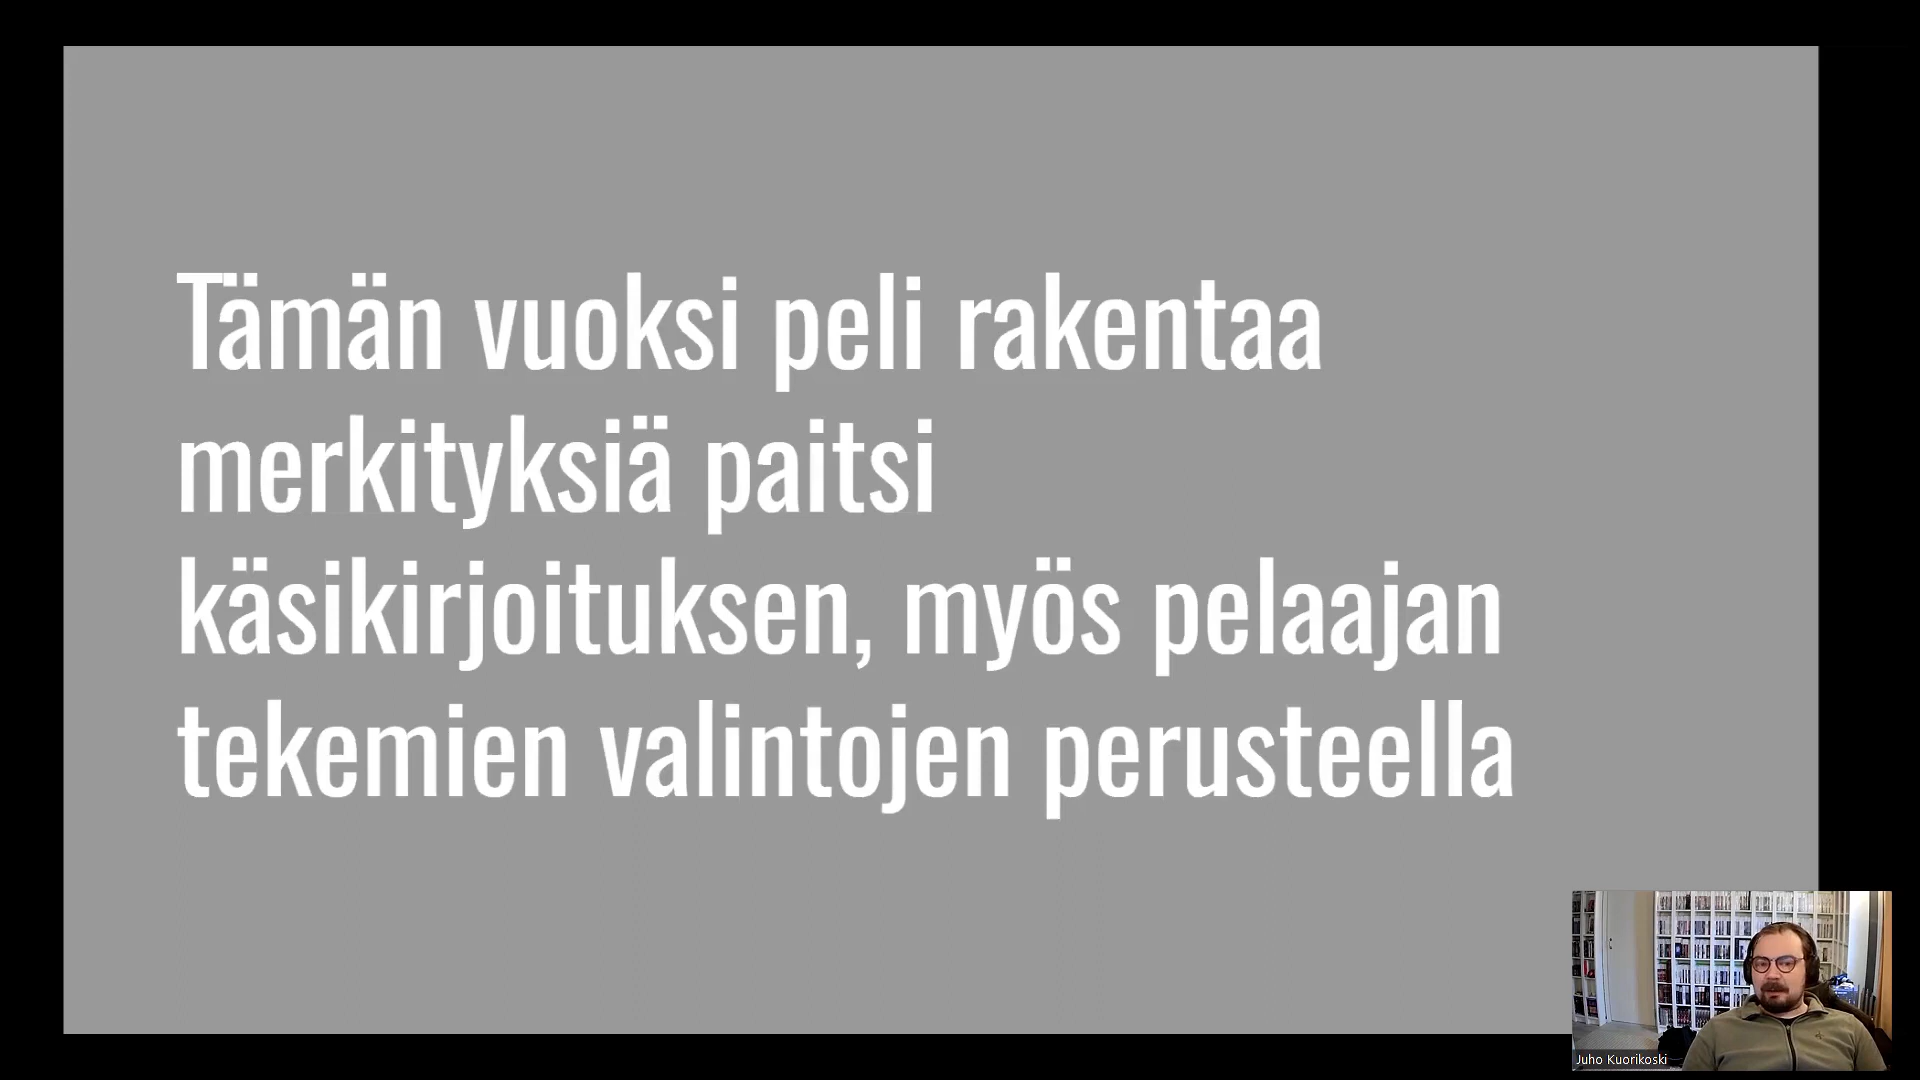 Tämän vuoksi peli rakentaa
merkityksiä paitsi
käsikirjoituksen, myös pelaajan
tekemien valintojen perusteella
Juho Kuorikoski